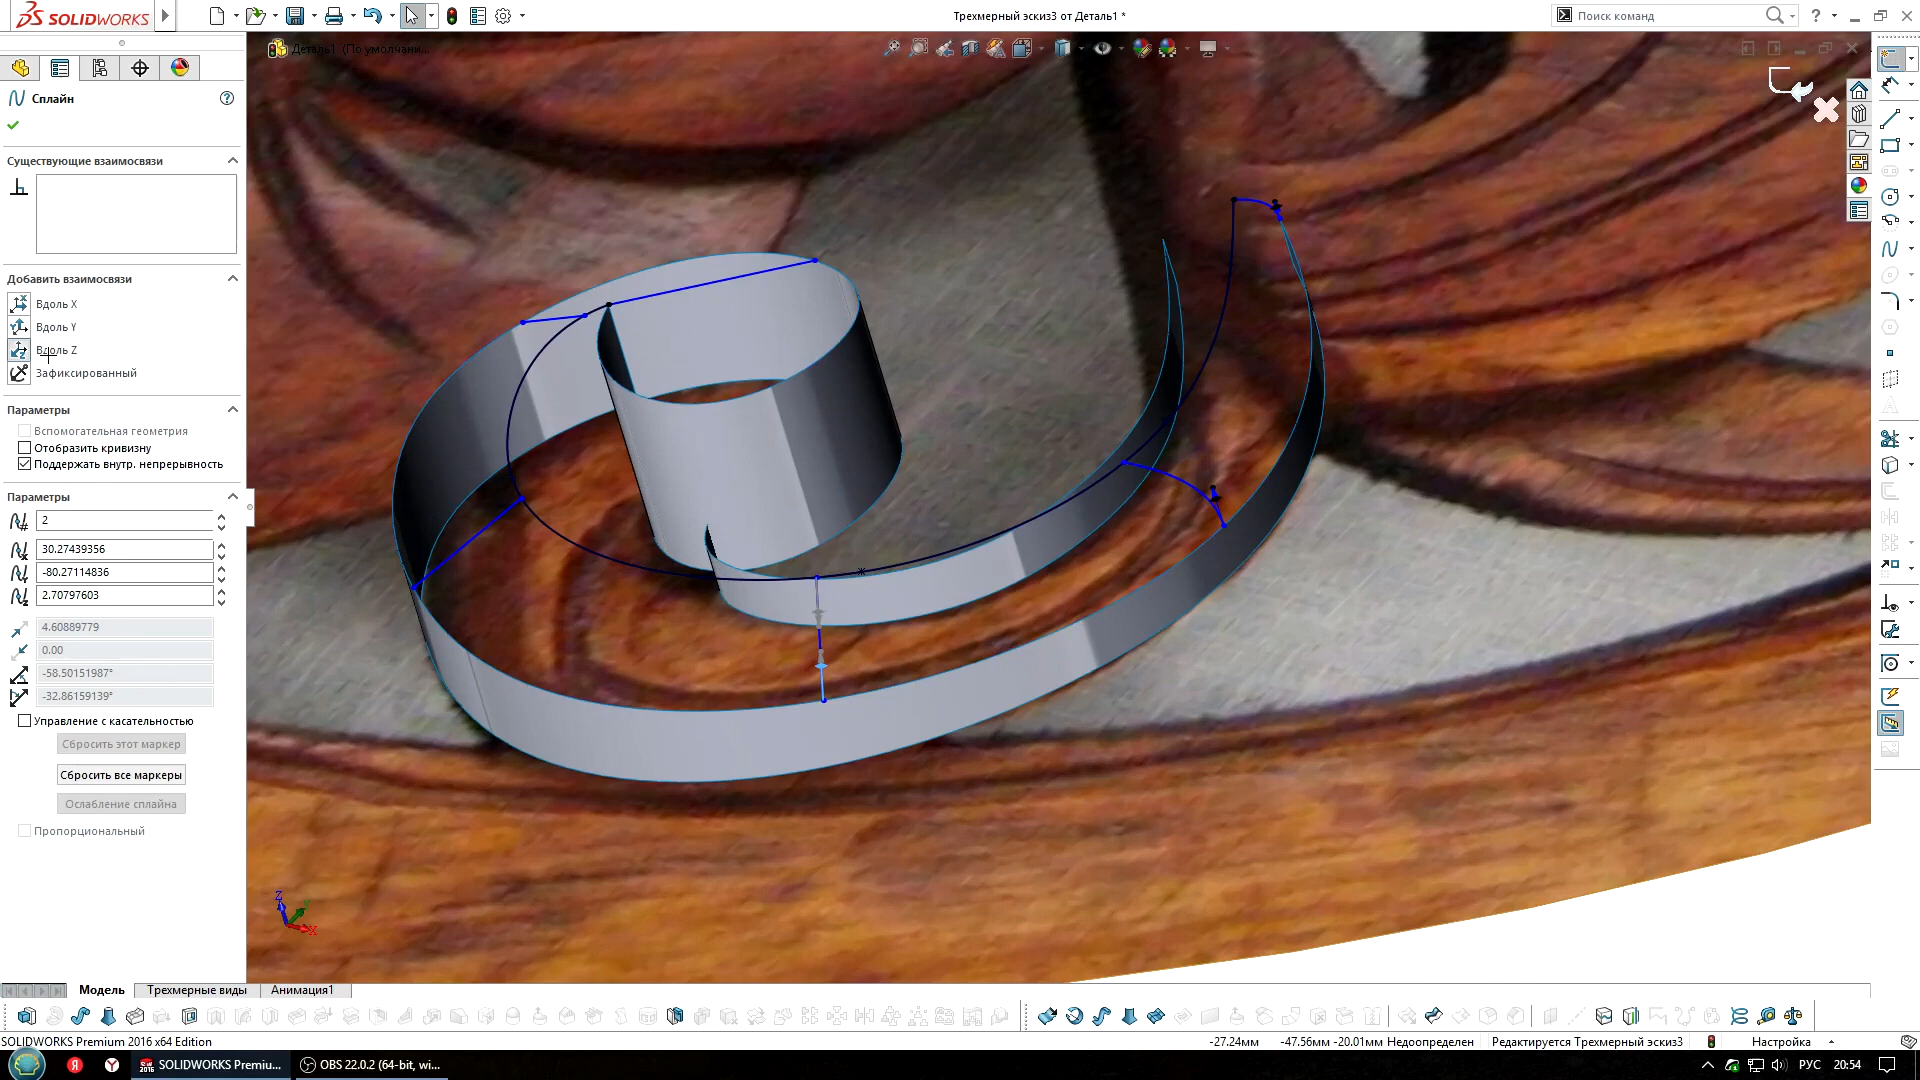 SOLIDWORKS
Трехмерный эскиз3 от Деталь1 *
Поиск команд
Деталь1 (По умолчани...
Сплайн
Существующие взаимосвязи
Добавить взаимосвязи
Вдоль X
Вдоль Y
Вдоль Z
Зафиксированный
Параметры
Вспомогательная геометрия
Отобразить кривизну
Поддержать внутр. непрерывность
Параметры
2
30.27439356
-80.27114836
2.70797603
4.60889779
0.00
-58.50151987°
-32.86159139°
Управление с касательностью
Сбросить этот маркер
Сбросить все маркеры
Ослабление сплайна
Пропорциональный
Z
Y
X
Модель
Трехмерные виды
Анимация1
SOLIDWORKS Premium 2016 x64 Edition
-27.24мм
-47.56мм -20.01мм Недоопределен
Редактируется Трехмерный эскиз3
Настройка
SOLIDWORKS Premiu...
OBS 22.0.2 (64-bit, wi...
РУС
20:54